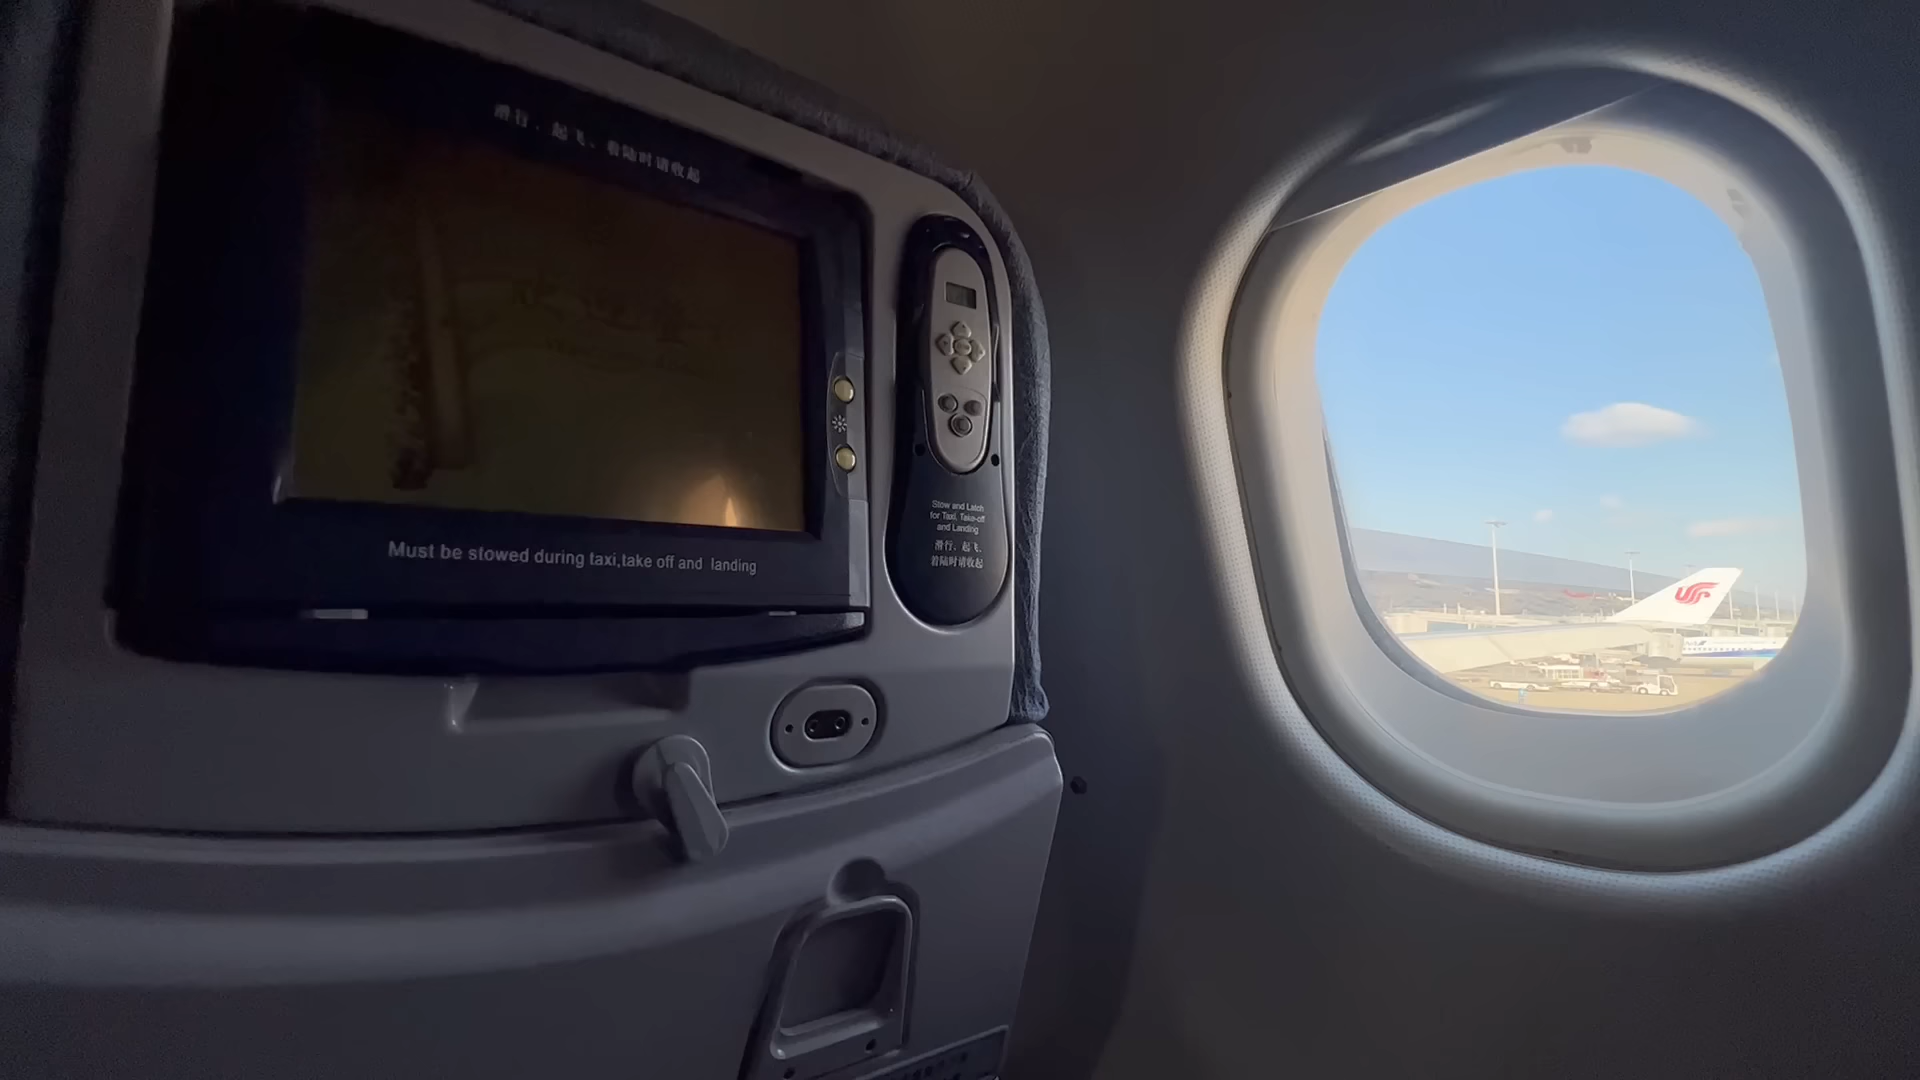 滑行、起飞、着陆时请收起
Must be stowed during taxi,take off and landing
Stow and Latch
for Taxi, Take-off
and Landing
滑行、起飞、
着陆时请收起